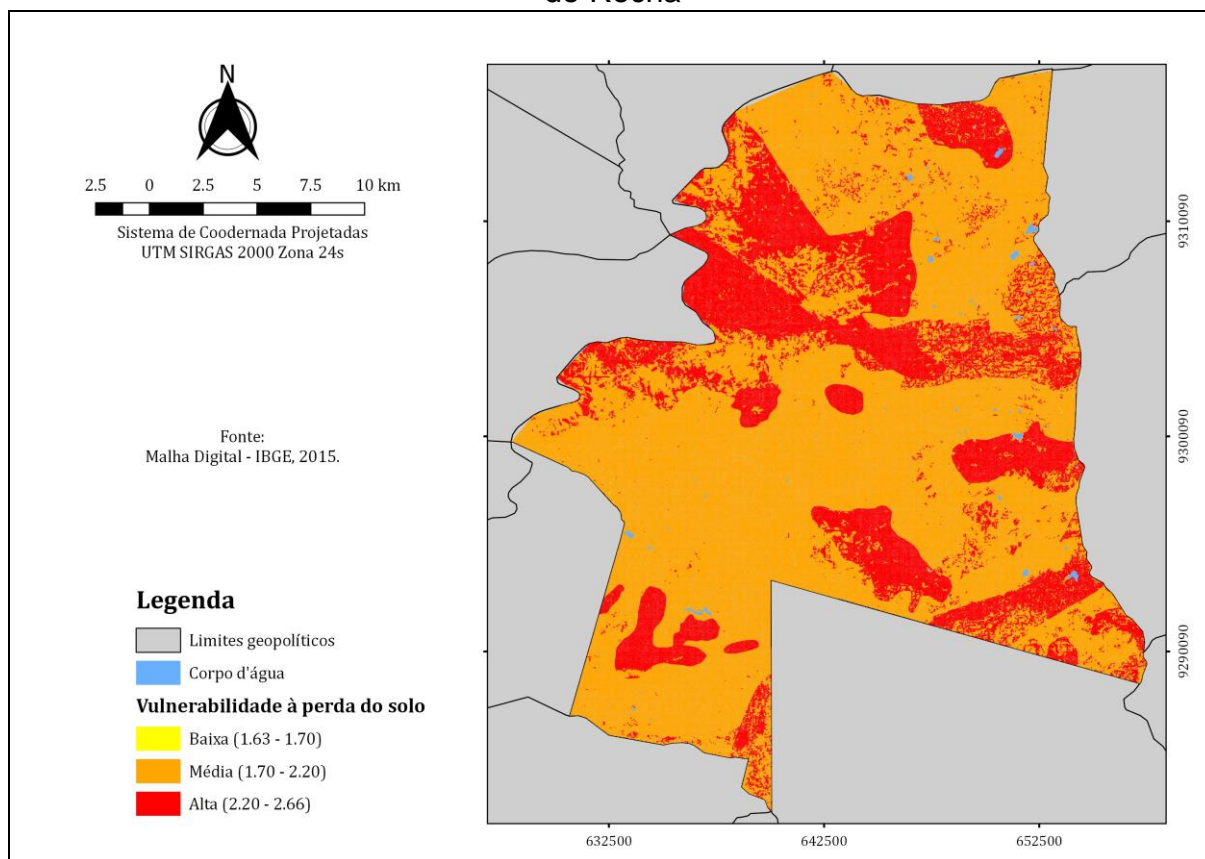 do Rocha
N
2.5 0 2.5 5 7.5 10 km
Sistema de Coodernada Projetadas
UTM SIRGAS 2000 Zona 24s
Fonte:
Malha Digital - IBGE, 2015.
Legenda
Limites geopolíticos
Corpo d'água
Vulnerabilidade à perda do solo
Baixa (1.63 - 1.70)
Média (1.70 - 2.20)
Alta (2.20 - 2.66)
9310090
9300090
9290090
632500 642500 652500